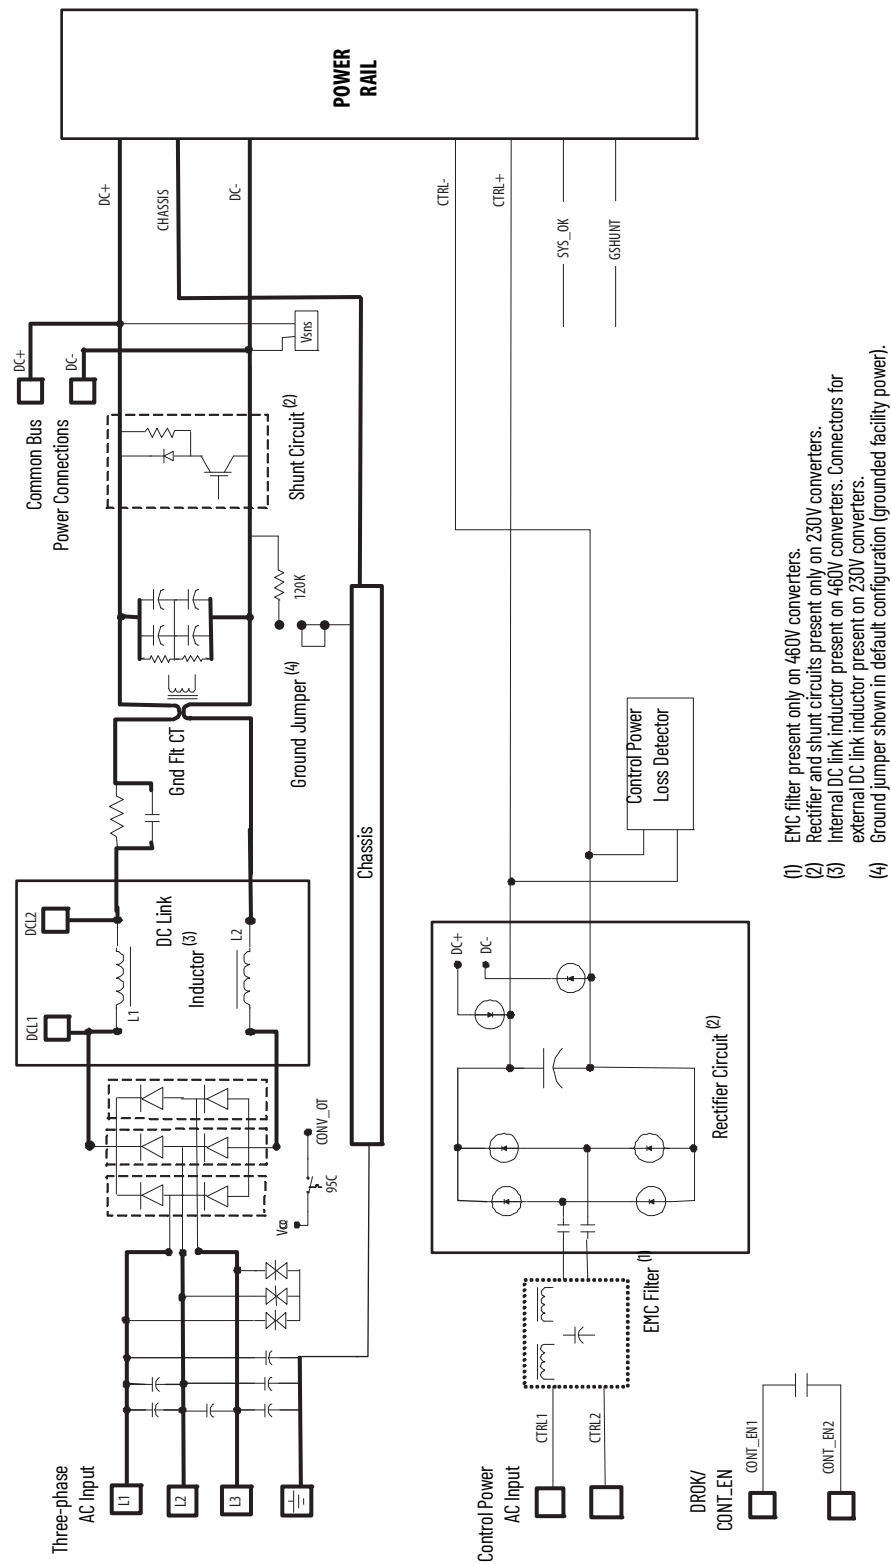 POWER
RAIL
DC+
CHASSIS
DC-
CTRL-
CTRL+
SYS_OK
GSHUNT
DC+
DC-
Vsns
Common Bus
Power Connections
Shunt Circuit (2)
120K
Ground Jumper (4)
Gnd Flt CT
Chassis
Control Power
Loss Detector
DCL2
DCL1
L1
L2
DC Link
Inductor (3)
DC+
DC-
Rectifier Circuit (2)
CONV_OT
95C
EMC Filter (1)
Three-phase
AC Input
L1
L2
L3
Control Power
AC Input
CTRL1
CTRL2
DROK/
CONT_EN
CONT_EN1
CONT_EN2
(1) EMC filter present only on 460V converters.
(2) Rectifier and shunt circuits present only on 230V converters.
(3) Internal DC link inductor present on 460V converters. Connectors for
external DC link inductor present on 230V converters.
(4) Ground jumper shown in default configuration (grounded facility power).